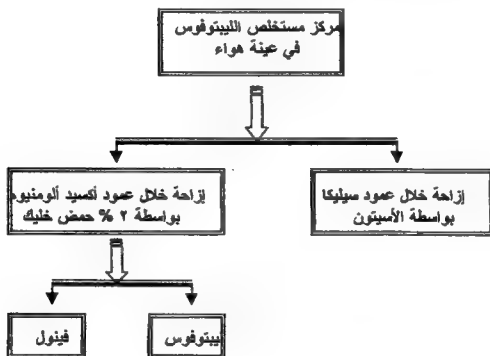 مركز مستخلص الليبتوفوس
في عينة هواء
إزاحة خلال عمود سيليكا
بواسطة الأسيتون
إزاحة خلال عمود أكسيد ألومنيوم
بواسطة ٢ % حمض خليك
ليبتوفوس
فينول